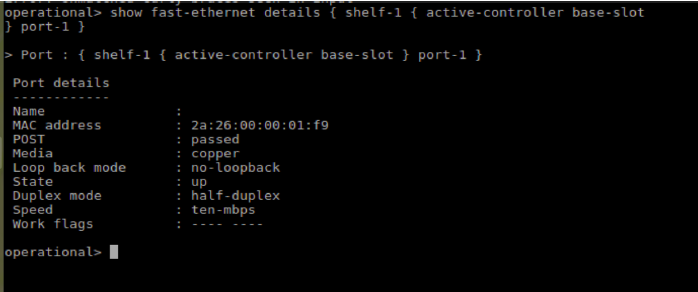 operational> show fast-ethernet details { shelf-1 { active-controller base-slot
} port-1 }
> Port : { shelf-1 { active-controller base-slot } port-1 }
Port details
------------
Name :
MAC address : 2a:26:00:00:01:f9
POST : passed
Media : copper
Loop back mode : no-loopback
State : up
Duplex mode : half-duplex
Speed : ten-mbps
Work flags : ---- ----
operational>